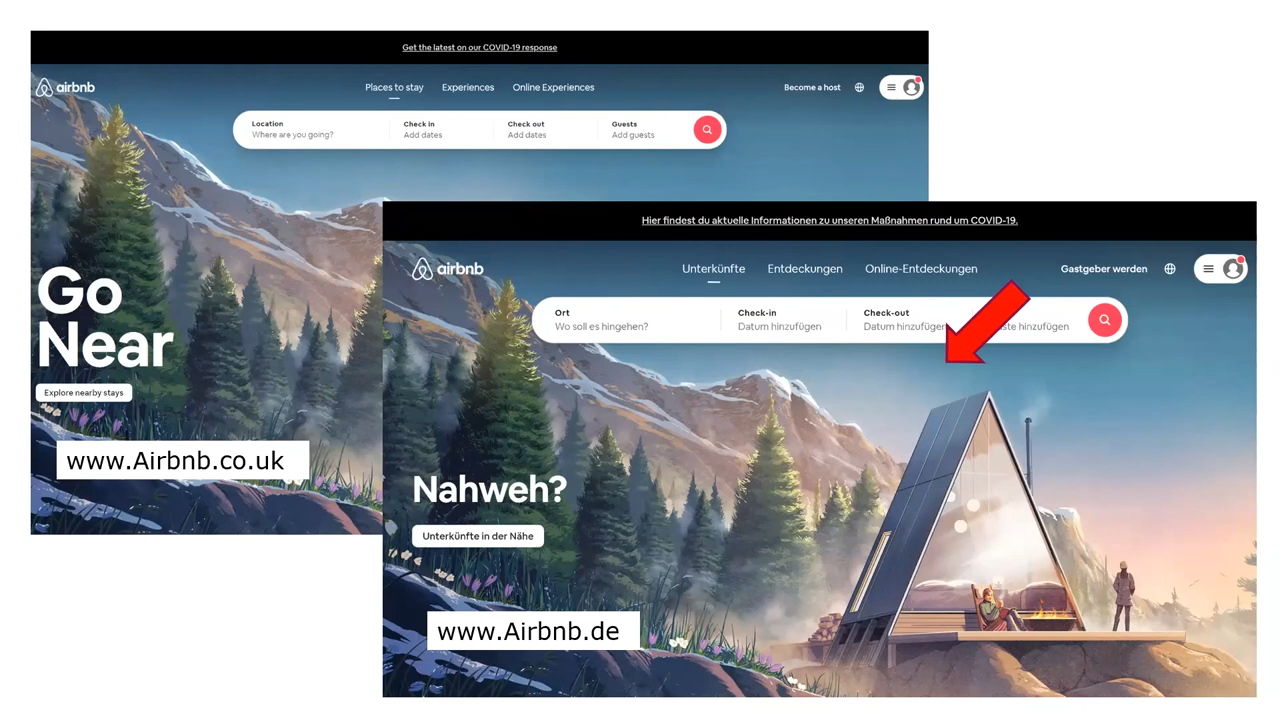 Get the latest on our COVID-19 response
airbnb
Places to stay Experiences Online Experiences
Become a host
Location Check in Check out Guests
Where are you going? Add dates Add dates Add guests
Go
Near
Explore nearby stays
www.Airbnb.co.uk
Hier findest du aktuelle Informationen zu unseren Maßnahmen rund um COVID-19.
airbnb
Unterkünfte Entdeckungen Online-Entdeckungen
Gastgeber werden
Ort Check-in Check-out
Wo soll es hingehen? Datum hinzufügen Datum hinzufügen hinzufügen
Nahweh?
Unterkünfte in der Nähe
www.Airbnb.de